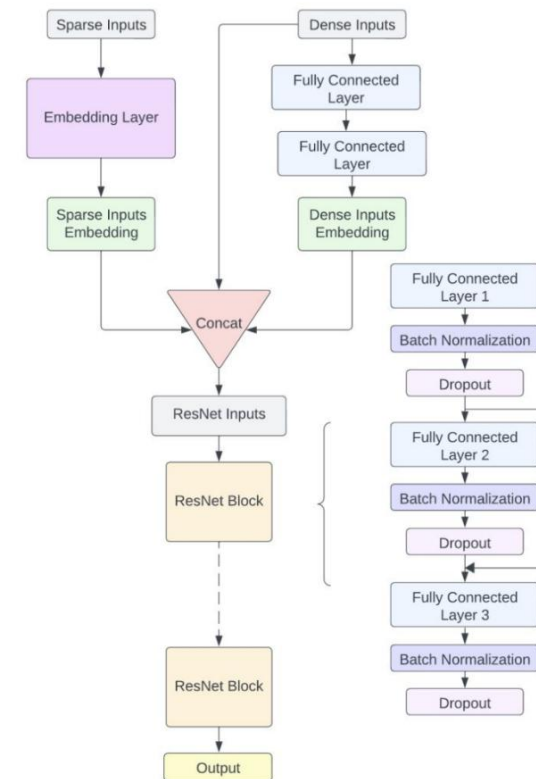 Sparse Inputs
Dense Inputs
Embedding Layer
Fully Connected
Layer
Fully Connected
Layer
Sparse Inputs
Embedding
Dense Inputs
Embedding
Concat
ResNet Inputs
ResNet Block
ResNet Block
Output
Fully Connected
Layer 1
Batch Normalization
Dropout
Fully Connected
Layer 2
Batch Normalization
Dropout
Fully Connected
Layer 3
Batch Normalization
Dropout